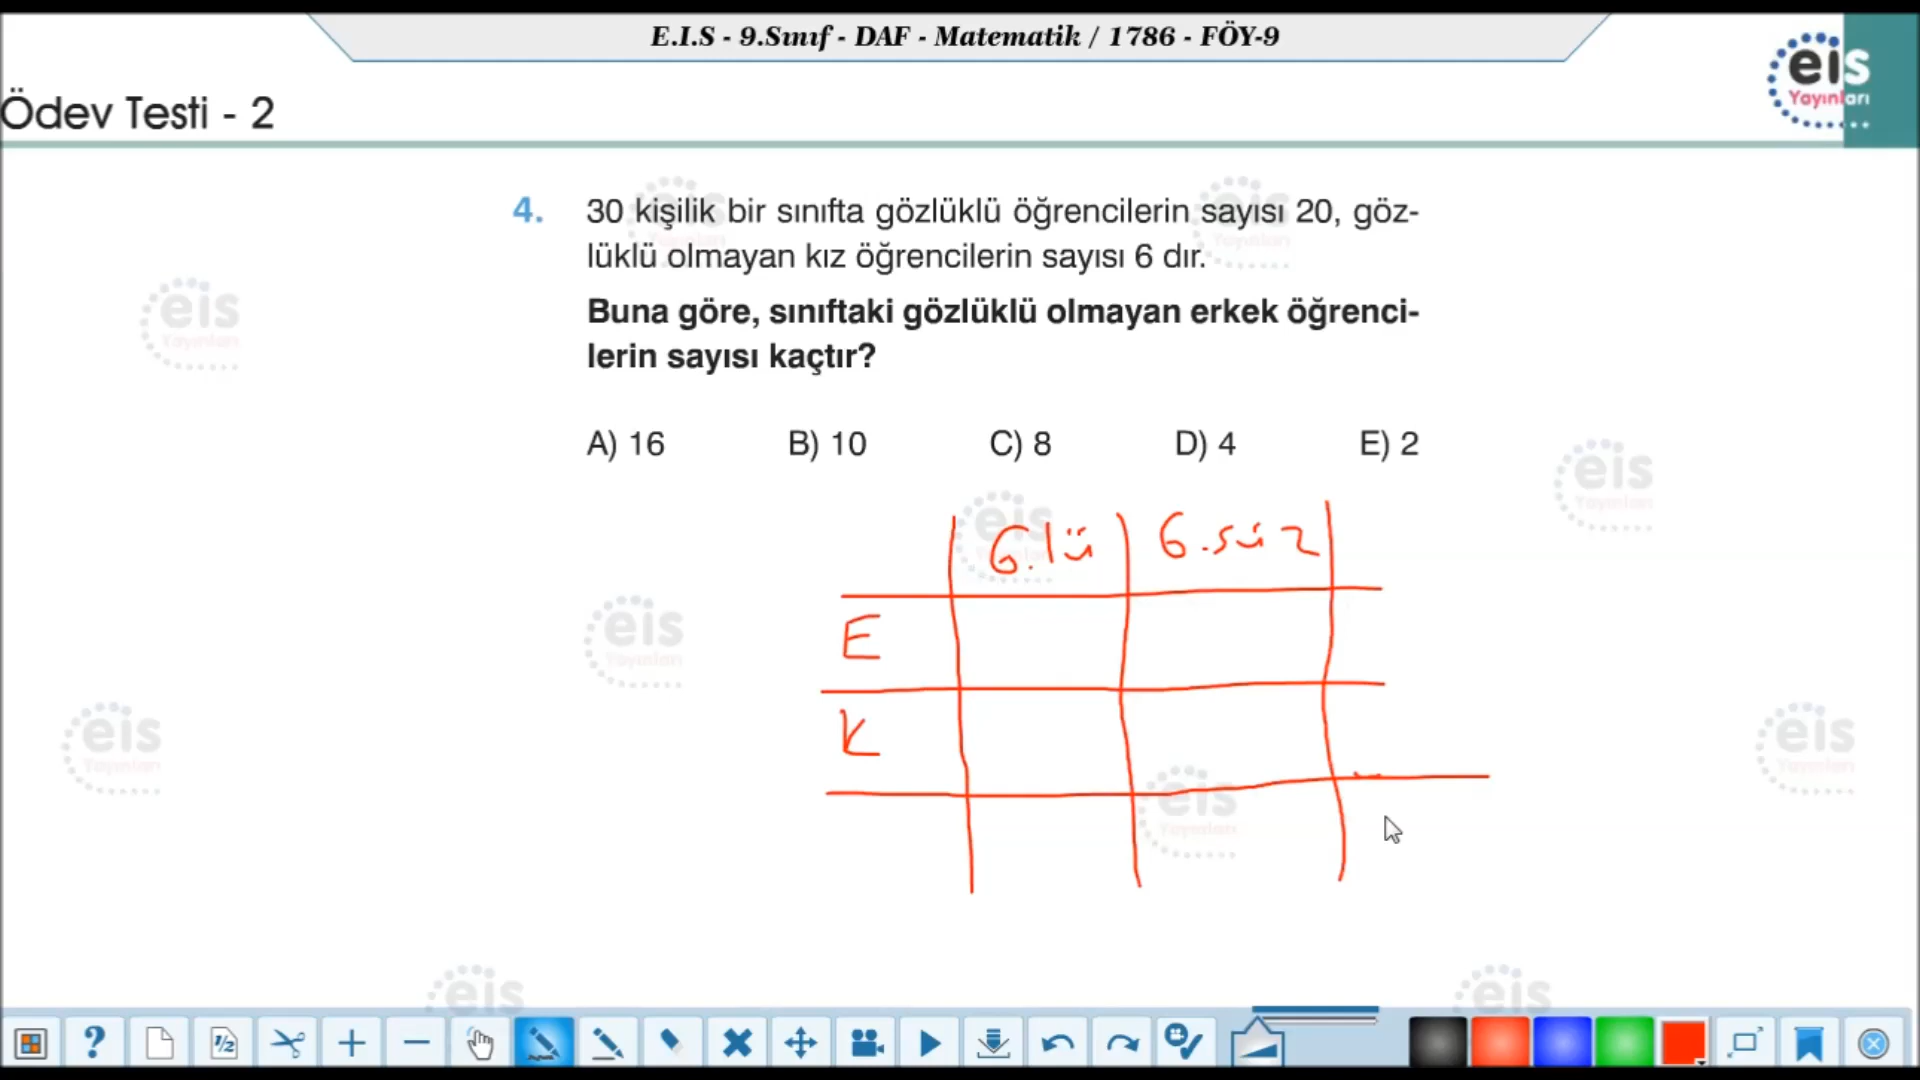 E.I.S - 9.Sınıf - DAF - Matematik / 1786 - FÖY-9
eis
Yayınları
Ödev Testi - 2
4. 30 kişilik bir sınıfta gözlüklü öğrencilerin sayısı 20, göz-
lüklü olmayan kız öğrencilerin sayısı 6 dır.
Buna göre, sınıftaki gözlüklü olmayan erkek öğrenci-
lerin sayısı kaçtır?
A) 16 B) 10 C) 8 D) 4 E) 2
G.lü G.süz
E
K